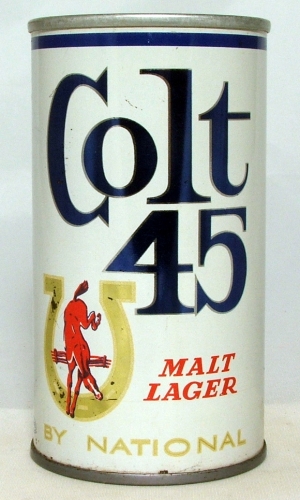 Colt
45
MALT
LAGER
BY NATIONAL